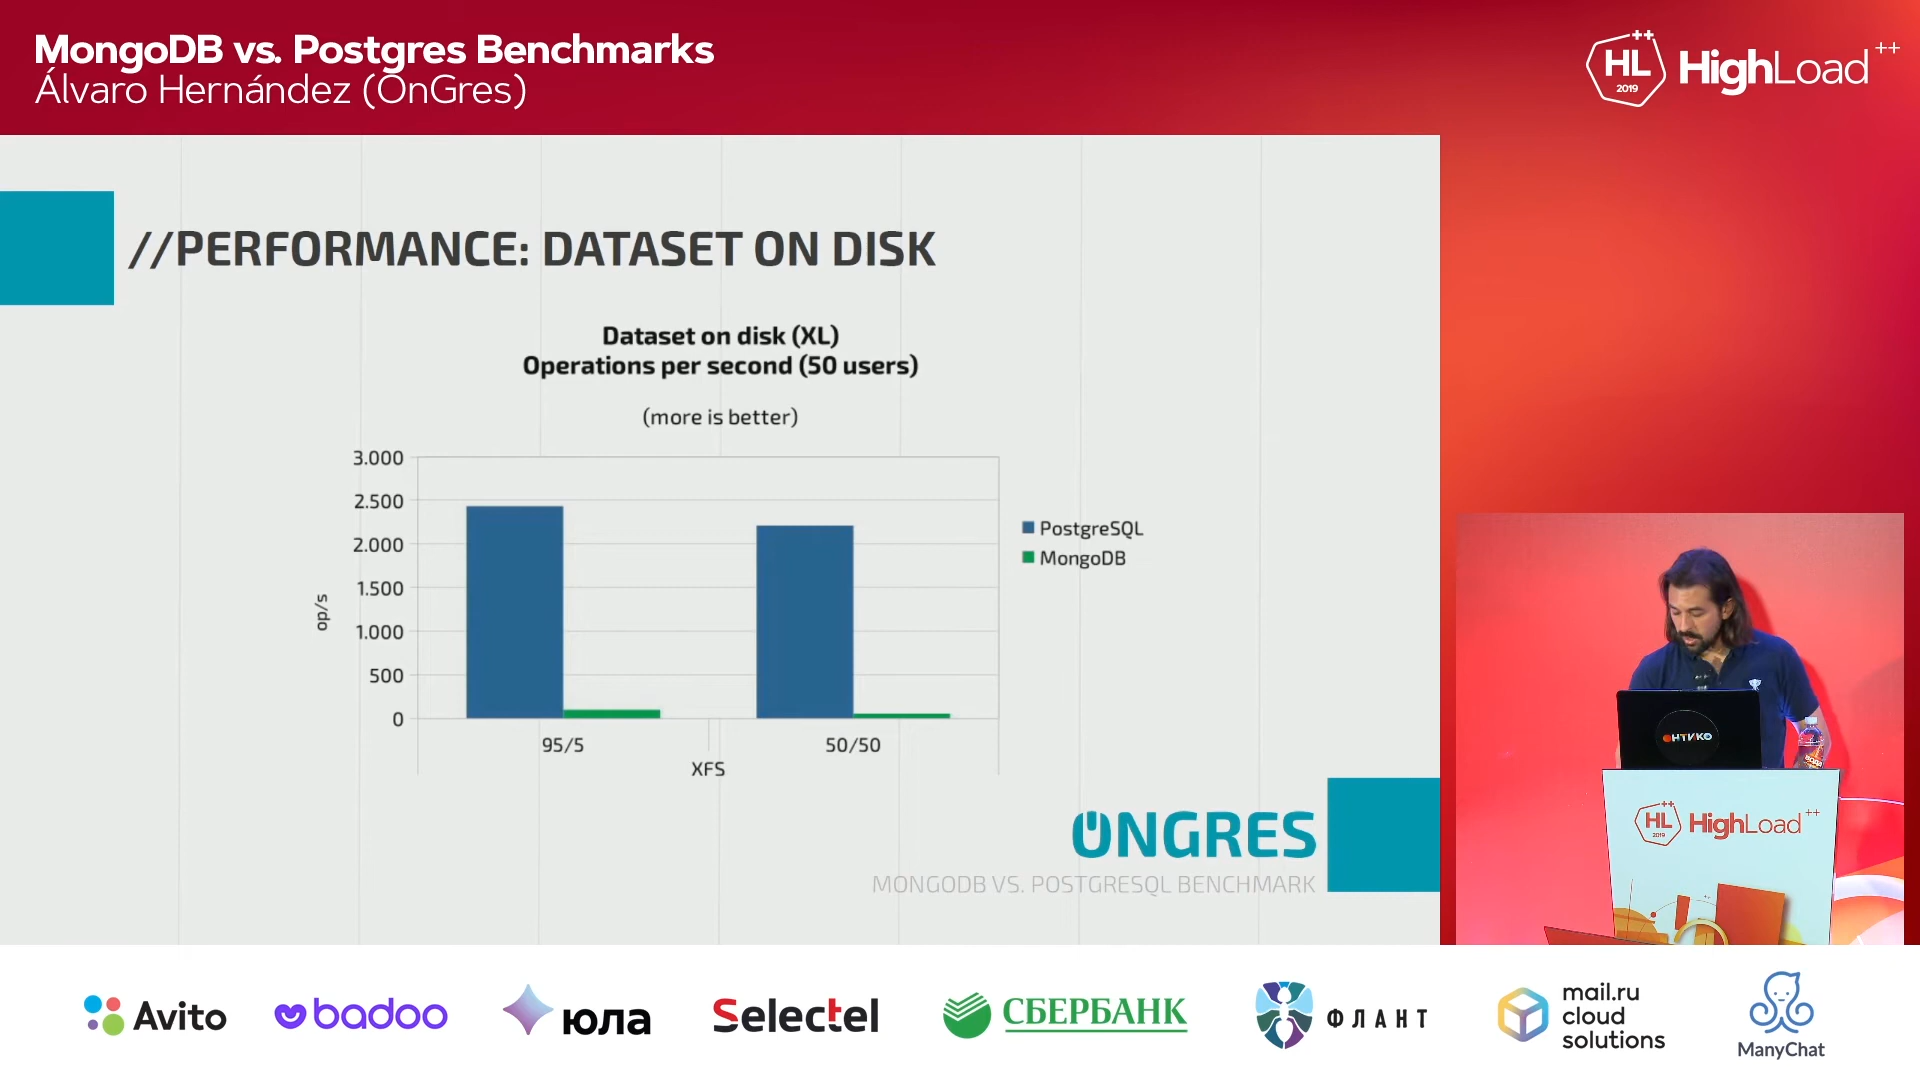 MongoDB vs. Postgres Benchmarks
Álvaro Hernández (OnGres)
HL++
2019
HighLoad++
//PERFORMANCE: DATASET ON DISK
Dataset on disk (XL)
Operations per second (50 users)
(more is better)
3.000
2.500
2.000
1.500
1.000
500
0
op/s
95/5
50/50
XFS
PostgreSQL
MongoDB
ONGRES
MONGODB VS. POSTGRESQL BENCHMARK
ОНТИКО
HL++
2019
HighLoad++
Avito
badoo
юла
Selectel
СБЕРБАНК
ФЛАНТ
mail.ru
cloud
solutions
ManyChat